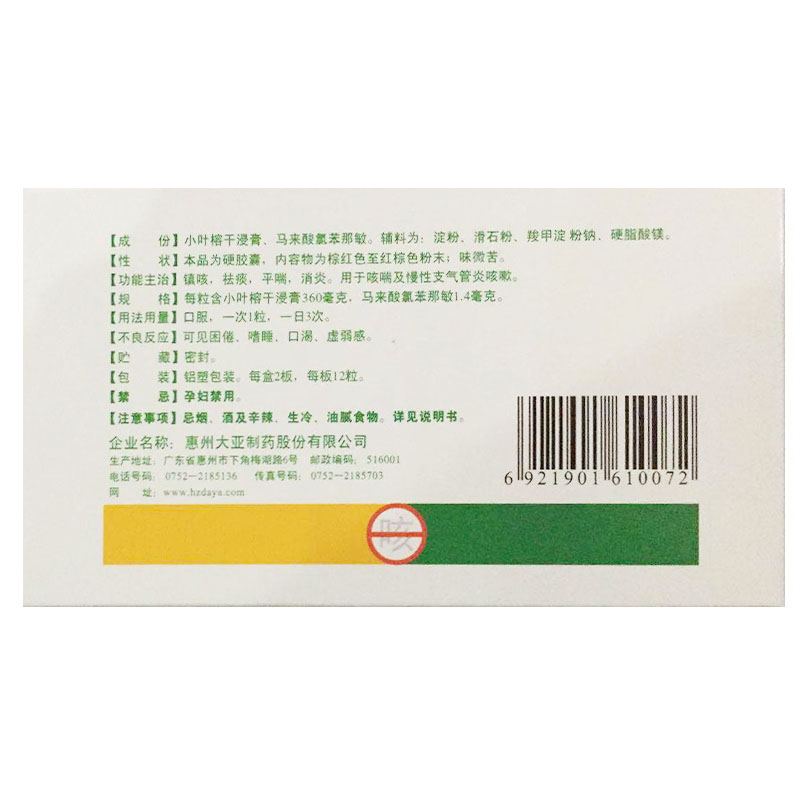 【成　份】小叶榕干浸膏、马来酸氯苯那敏。辅料为：淀粉、滑石粉、羧甲淀粉钠、硬脂酸镁。
【性　状】本品为硬胶囊，内容物为棕红色至红棕色粉末；味微苦。
【功能主治】镇咳，祛痰，平喘，消炎。用于咳喘及慢性支气管炎咳嗽。
【规　格】每粒含小叶榕干浸膏360毫克，马来酸氯苯那敏1.4毫克。
【用法用量】口服，一次1粒，一日3次。
【不良反应】可见困倦、嗜睡、口渴、虚弱感。
【贮　藏】密封。
【包　装】铝塑包装。每盒2板，每板12粒。
【禁　忌】孕妇禁用。
【注意事项】忌烟、酒及辛辣、生冷、油腻食物。详见说明书。
企业名称：惠州大亚制药股份有限公司
生产地址：广东省惠州市下角梅湖路6号 邮政编码：516001
电话号码：0752-2185136 传真号码：0752-2185703
网　址：www.hzdaya.com
6 921901 610072
咳